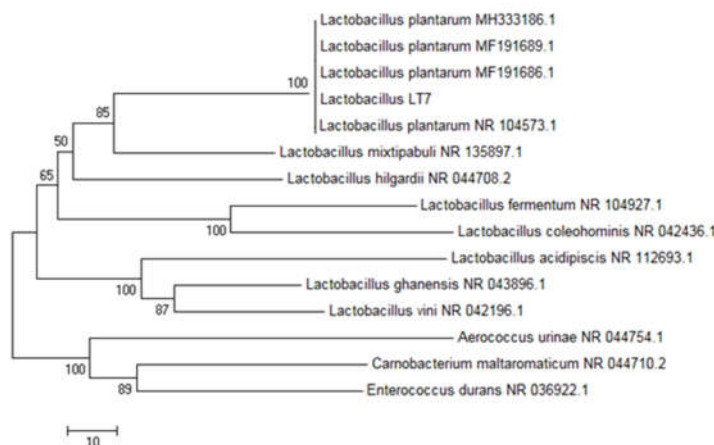 Lactobacillus plantarum MH333186.1
Lactobacillus plantarum MF191689.1
Lactobacillus plantarum MF191686.1
100
Lactobacillus LT7
85
Lactobacillus plantarum NR 104573.1
50
Lactobacillus mixtipabuli NR 135897.1
65
Lactobacillus hilgardii NR 044708.2
Lactobacillus fermentum NR 104927.1
100
Lactobacillus coleohominis NR 042436.1
Lactobacillus acidipiscis NR 112693.1
100
Lactobacillus ghanensis NR 043896.1
87
Lactobacillus vini NR 042196.1
Aerococcus urinae NR 044754.1
100
Carnobacterium maltaromaticum NR 044710.2
89
Enterococcus durans NR 036922.1
10